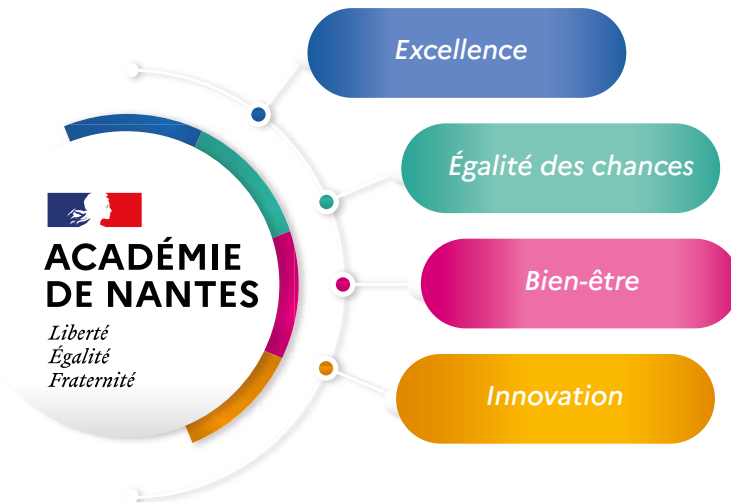 Excellence
Égalité des chances
ACADÉMIE
DE NANTES
Liberté
Égalité
Fraternité
Bien-être
Innovation